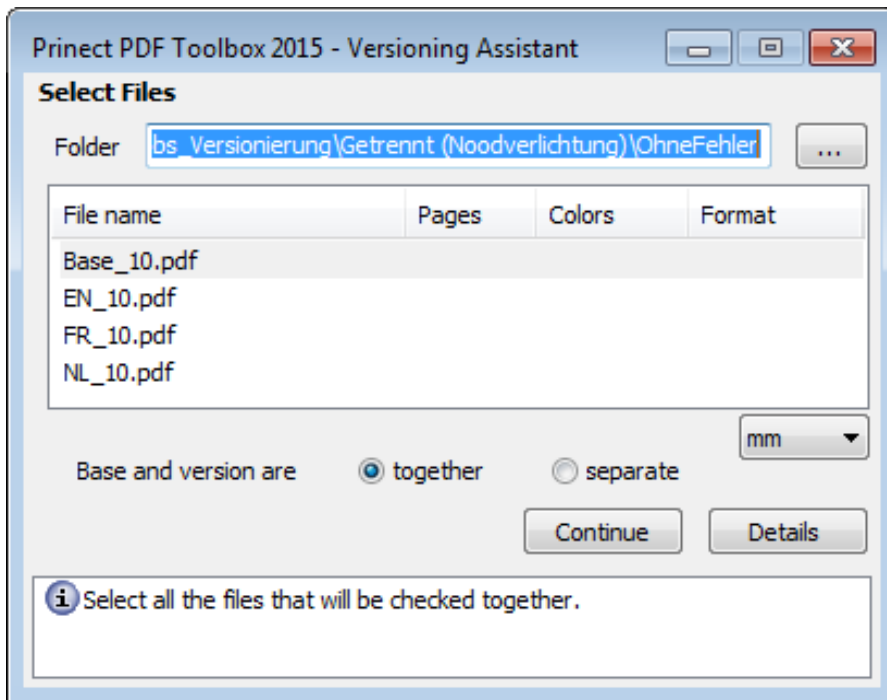 Prinect PDF Toolbox 2015 - Versioning Assistant
Select Files
Folder bs_Versionierung\Getrennt (Noodverlichtung)\OhneFehler ...
File name Pages Colors Format
Base_10.pdf
EN_10.pdf
FR_10.pdf
NL_10.pdf
mm
Base and version are together separate
Continue Details
Select all the files that will be checked together.